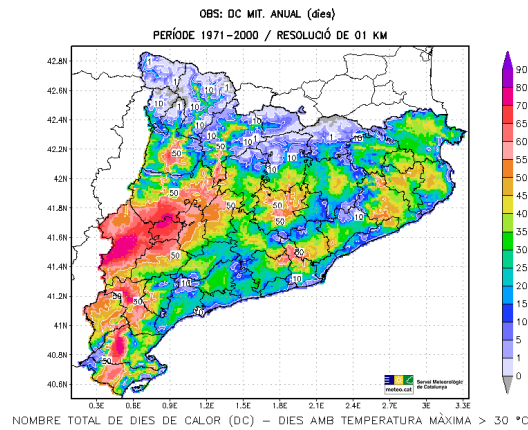 OBS: DC MIT. ANUAL (dies)
PERÍODE 1971-2000 / RESOLUCIÓ DE 01 KM
42.8N
42.6N
42.4N
42.2N
42N
41.8N
41.6N
41.4N
41.2N
41N
40.8N
40.6N
0.3E 0.6E 0.9E 1.2E 1.5E 1.8E 2.1E 2.4E 2.7E 3E 3.3E
90
80
70
65
60
55
50
45
40
35
30
25
20
15
10
5
1
0
meteo.cat
Servei Meteorològic
de Catalunya
NOMBRE TOTAL DE DIES DE CALOR (DC) - DIES AMB TEMPERATURA MÀXIMA > 30 °C